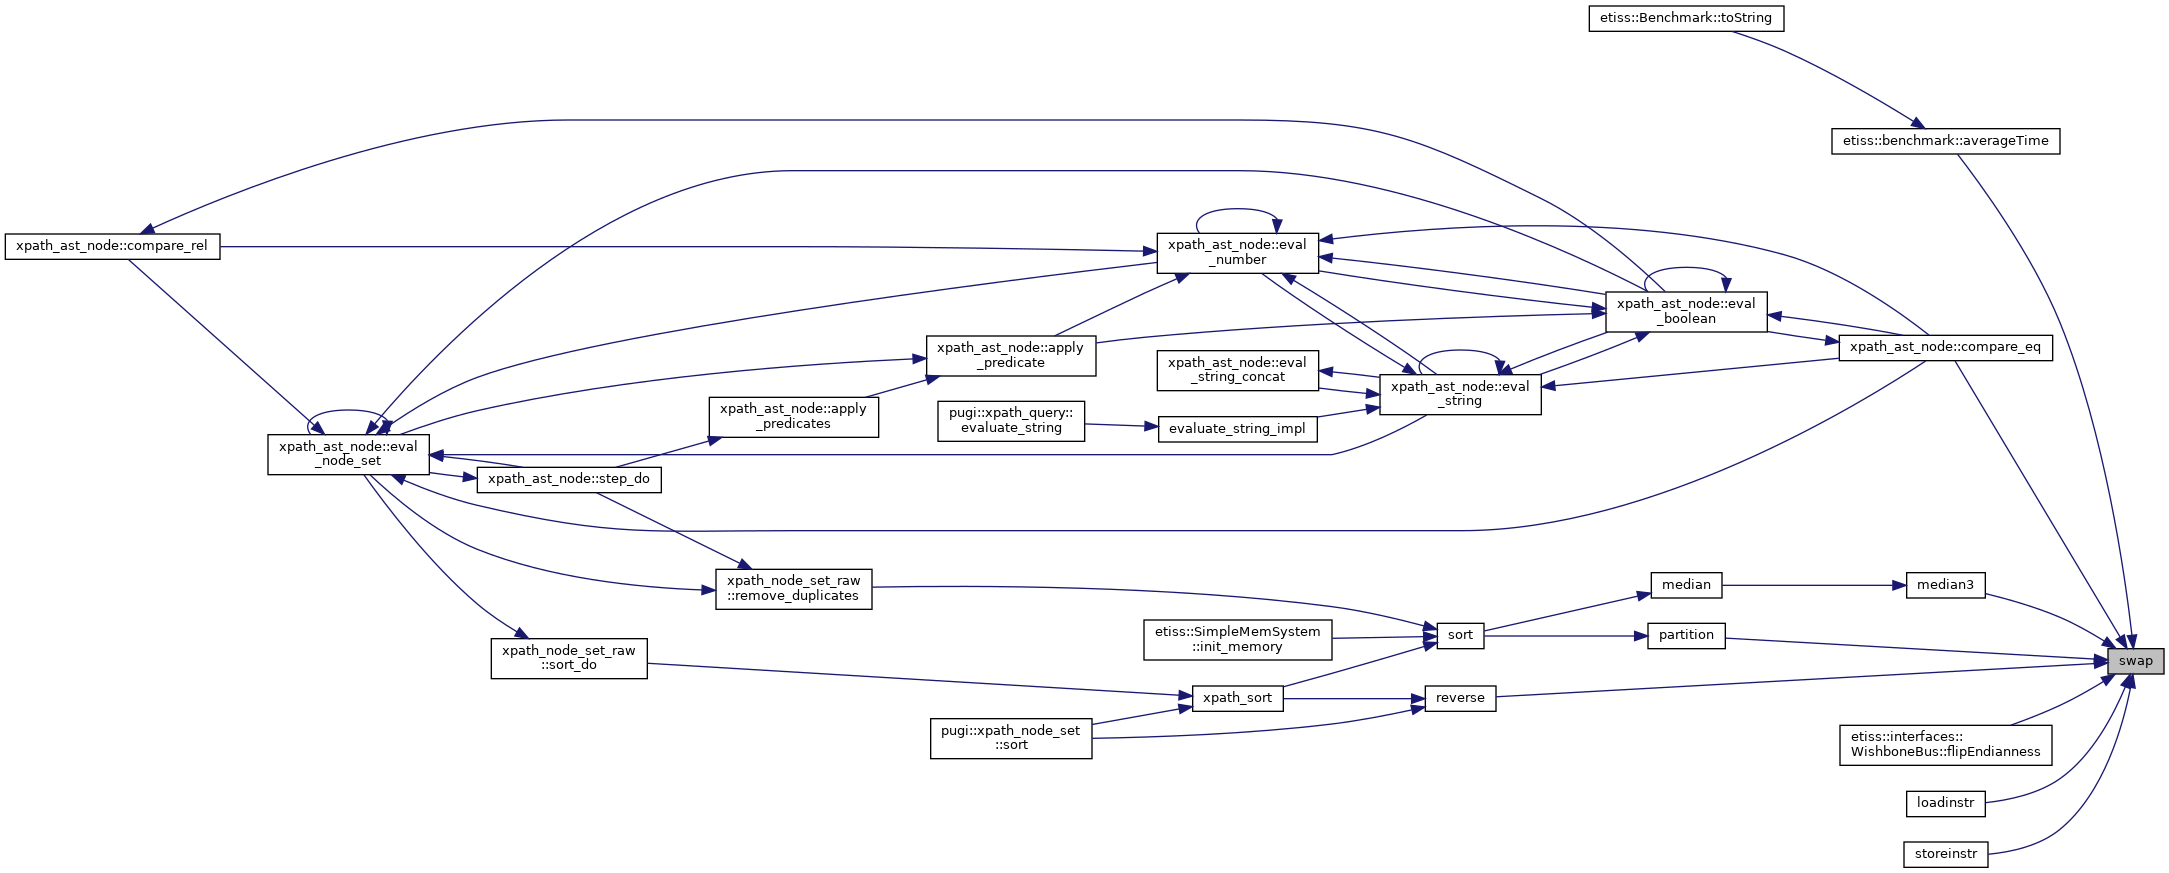 etiss::Benchmark::toString
etiss::benchmark::averageTime
xpath_ast_node::compare_rel
xpath_ast_node::eval
_number
xpath_ast_node::eval
_boolean
xpath_ast_node::compare_eq
xpath_ast_node::apply
_predicate
xpath_ast_node::eval
_string_concat
xpath_ast_node::eval
_string
xpath_ast_node::apply
_predicates
pugi::xpath_query::
evaluate_string
evaluate_string_impl
xpath_ast_node::eval
_node_set
xpath_ast_node::step_do
xpath_node_set_raw
::remove_duplicates
median
median3
etiss::SimpleMemSystem
::init_memory
sort
partition
xpath_node_set_raw
::sort_do
swap
xpath_sort
reverse
pugi::xpath_node_set
::sort
etiss::interfaces::
WishboneBus::flipEndianness
loadinstr
storeinstr